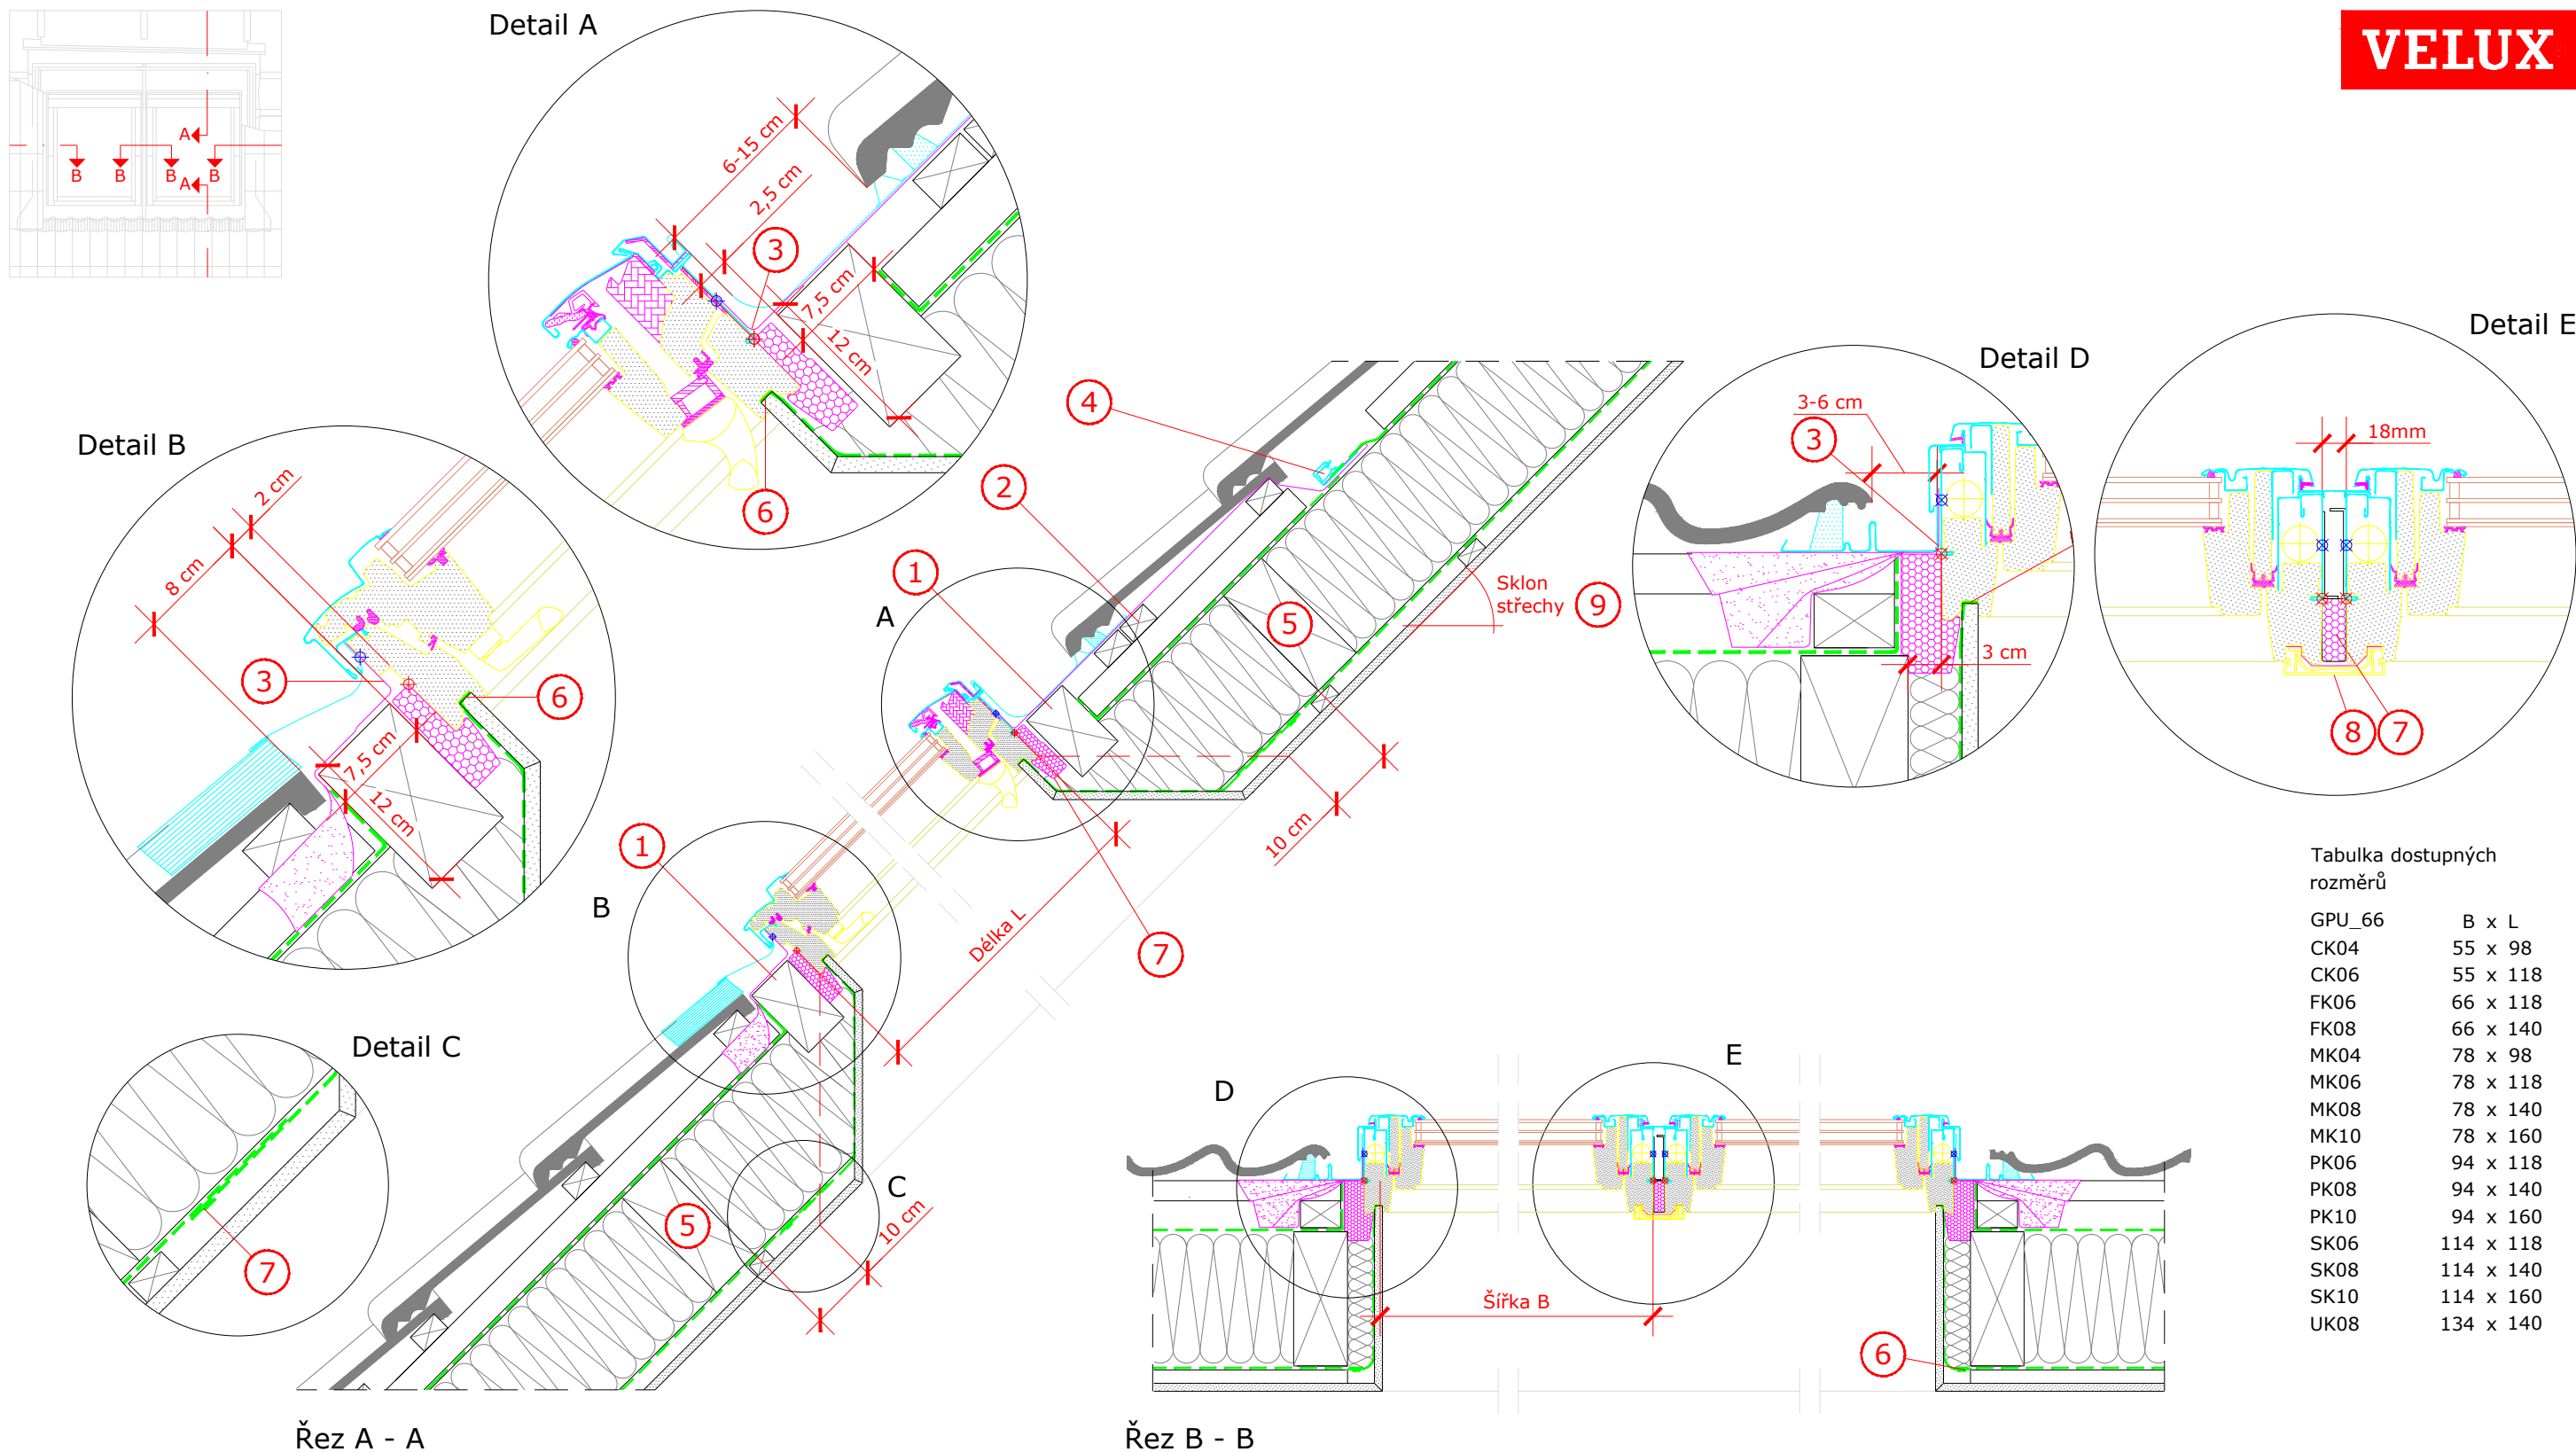 VELUX
A
B
B
B
B
A
Detail A
6-15 cm
2,5 cm
3
7,5 cm
12 cm
6
Detail B
2 cm
8 cm
3
6
7,5 cm
12 cm
4
2
1
A
5
Sklon
střechy
9
10 cm
7
Délka L
1
B
Detail C
7
C
5
10 cm
Řez A - A
Detail D
3-6 cm
3
3 cm
Detail E
18mm
8
7
D
E
Šířka B
6
Řez B - B
Tabulka dostupných
rozměrů
GPU_66 B x L
CK04 55 x 98
CK06 55 x 118
FK06 66 x 118
FK08 66 x 140
MK04 78 x 98
MK06 78 x 118
MK08 78 x 140
MK10 78 x 160
PK06 94 x 118
PK08 94 x 140
PK10 94 x 160
SK06 114 x 118
SK08 114 x 140
SK10 114 x 160
UK08 134 x 140